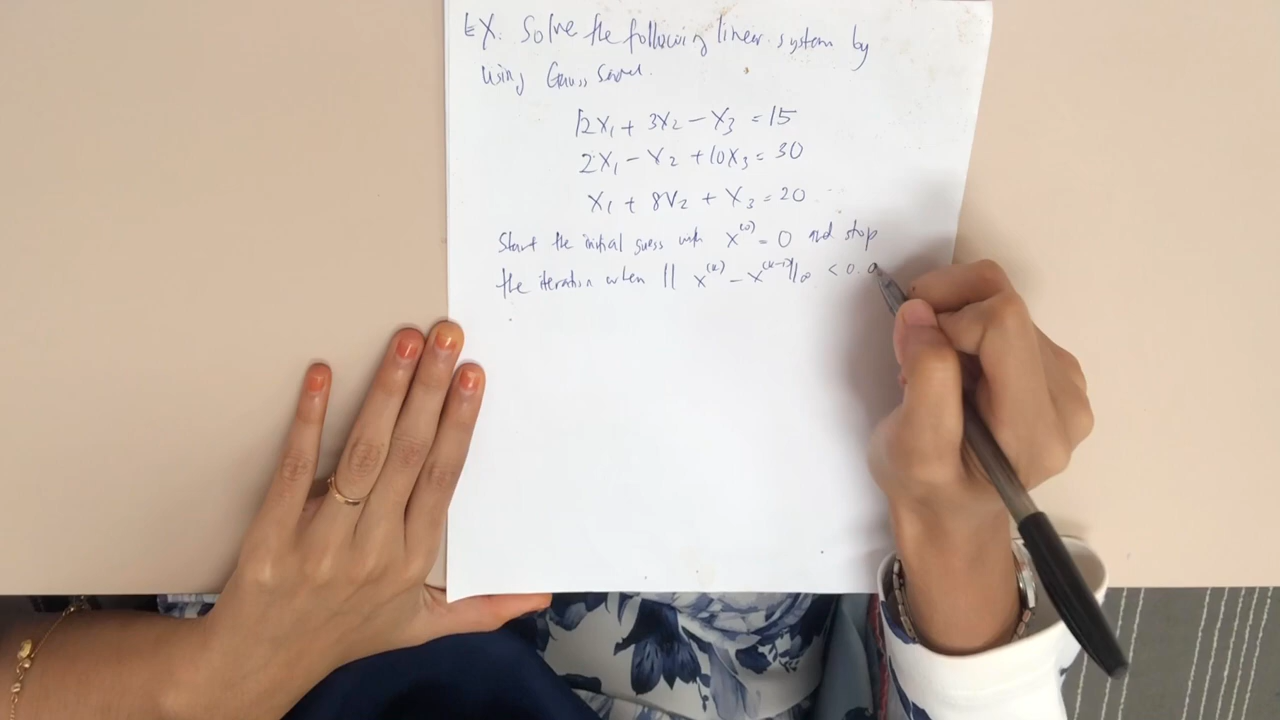 EX. Solve the following linear system by
using Gauss Seidel.
12X₁ + 3X₂ − X₃ = 15
2X₁ − X₂ + 10X₃ = 30
X₁ + 8X₂ + X₃ = 20
Start the initial guess with X⁽⁰⁾ = 0 and stop
the iteration when || X⁽ᵏ⁾ − X⁽ᵏ⁻¹⁾||∞ < 0.0